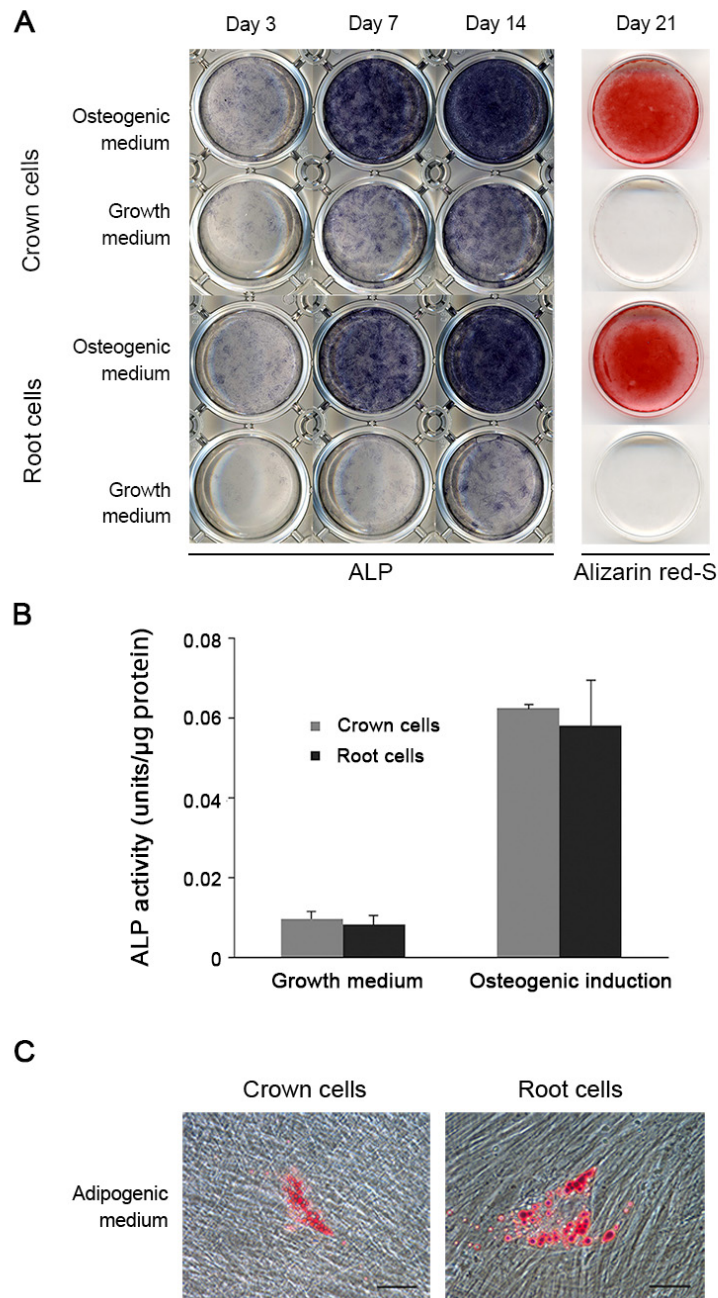 A
Day 3 Day 7 Day 14 Day 21
Crown cells
Osteogenic
medium
Growth
medium
Root cells
Osteogenic
medium
Growth
medium
ALP Alizarin red-S
B
ALP activity (units/µg protein)
0.08
0.06
0.04
0.02
0
Crown cells
Root cells
Growth medium Osteogenic induction
C
Crown cells Root cells
Adipogenic
medium